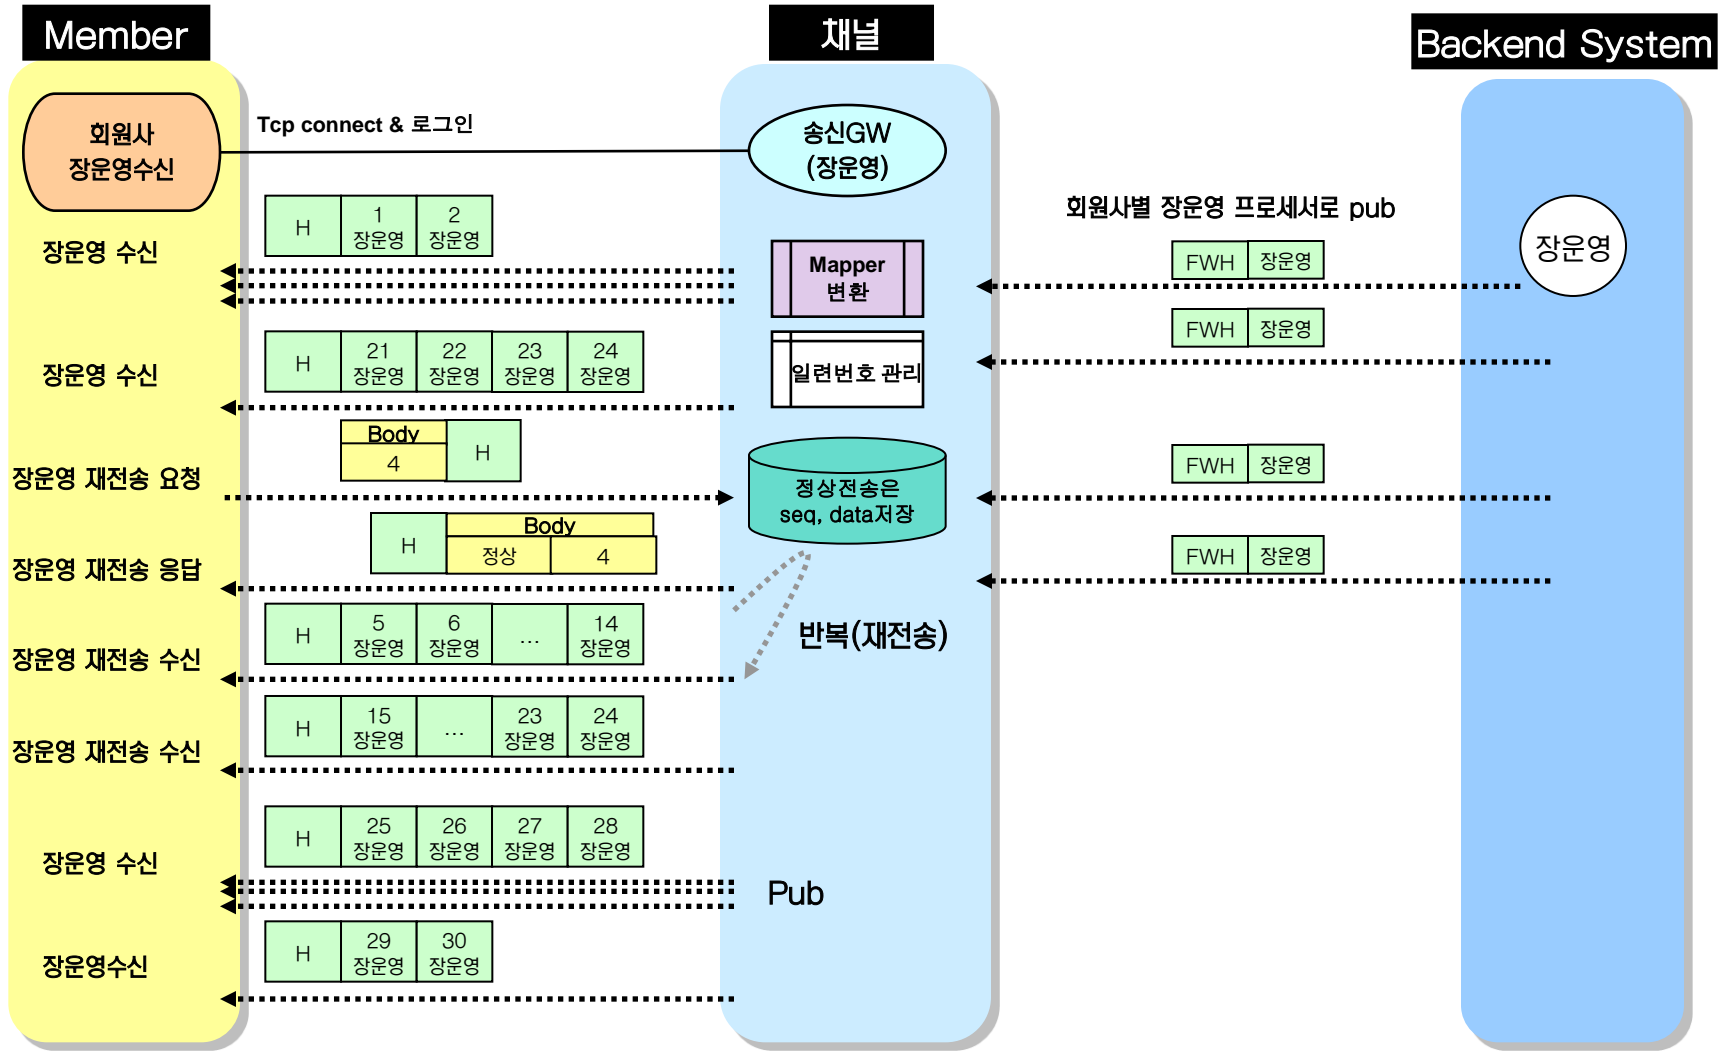 Member
채널
Backend System
회원사
장운영수신
Tcp connect & 로그인
송신GW
(장운영)
회원사별 장운영 프로세서로 pub
장운영
H
1
장운영
2
장운영
장운영 수신
Mapper
변환
FWH
장운영
FWH
장운영
H
21
장운영
22
장운영
23
장운영
24
장운영
장운영 수신
일련번호 관리
Body
4
H
장운영 재전송 요청
정상전송은
seq, data저장
FWH
장운영
H
Body
정상
4
장운영 재전송 응답
FWH
장운영
H
5
장운영
6
장운영
...
14
장운영
장운영 재전송 수신
반복(재전송)
H
15
장운영
...
23
장운영
24
장운영
장운영 재전송 수신
H
25
장운영
26
장운영
27
장운영
28
장운영
장운영 수신
Pub
H
29
장운영
30
장운영
장운영수신